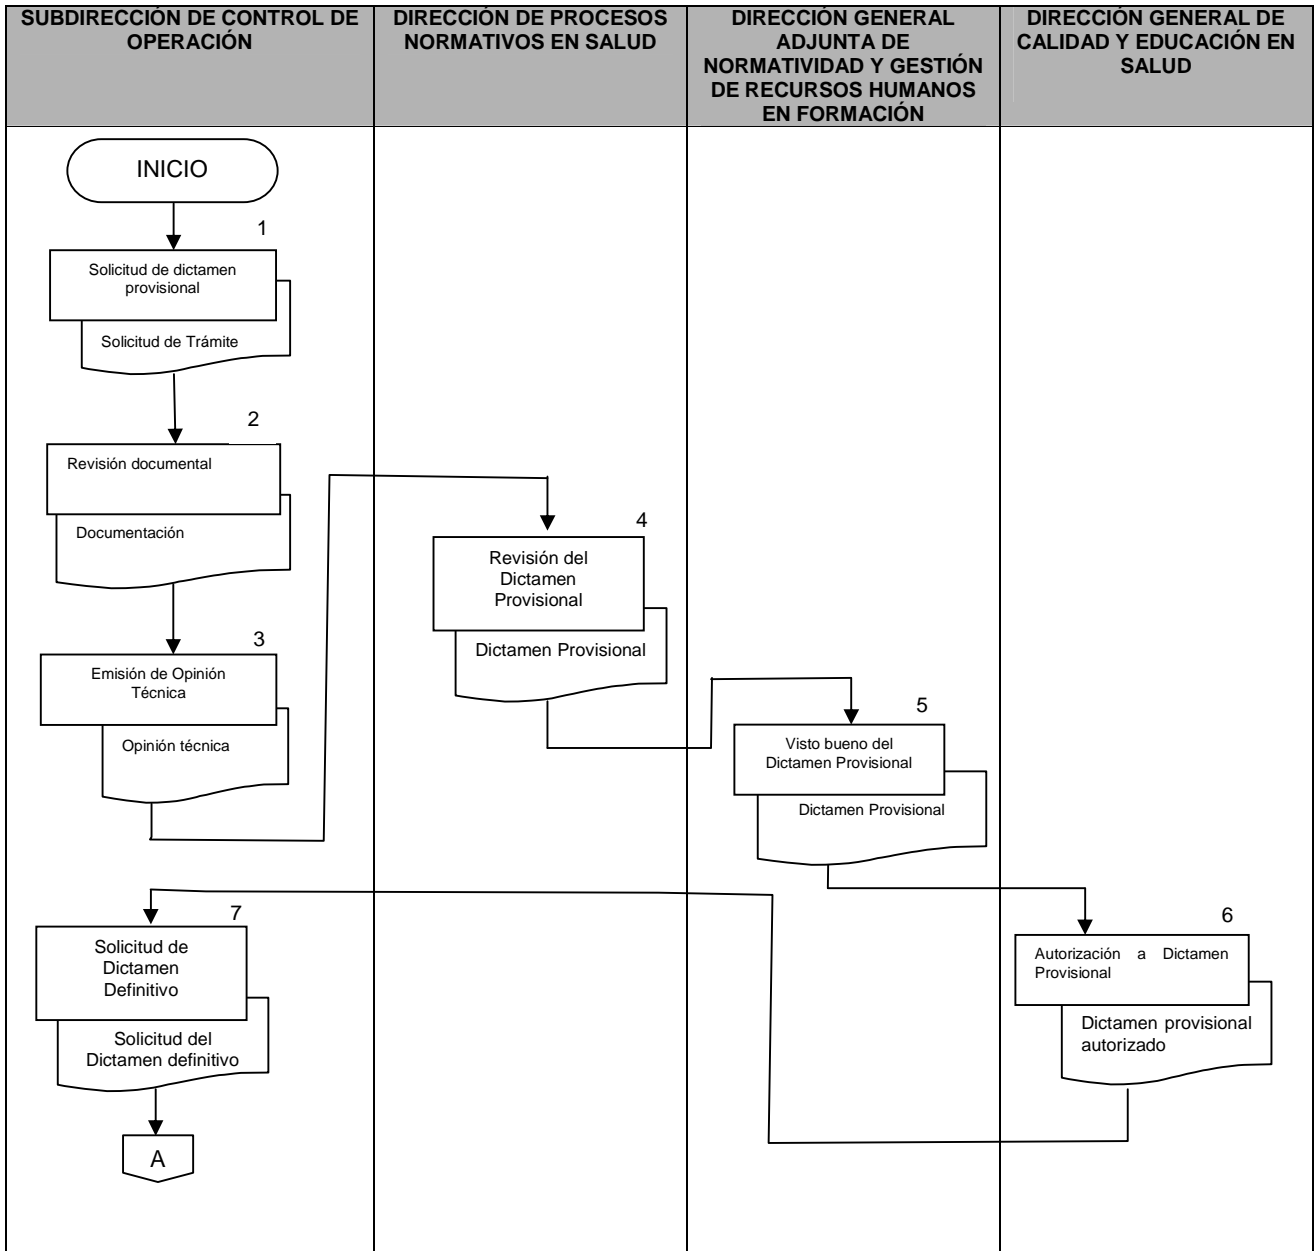 SUBDIRECCIÓN DE CONTROL DE
OPERACIÓN
DIRECCIÓN DE PROCESOS
NORMATIVOS EN SALUD
DIRECCIÓN GENERAL
ADJUNTA DE
NORMATIVIDAD Y GESTIÓN
DE RECURSOS HUMANOS
EN FORMACIÓN
DIRECCIÓN GENERAL DE
CALIDAD Y EDUCACIÓN EN
SALUD
INICIO
1
Solicitud de dictamen
provisional
Solicitud de Trámite
2
Revisión documental
Documentación
3
Emisión de Opinión
Técnica
Opinión técnica
4
Revisión del
Dictamen
Provisional
Dictamen Provisional
5
Visto bueno del
Dictamen Provisional
Dictamen Provisional
6
Autorización a Dictamen
Provisional
Dictamen provisional
autorizado
7
Solicitud de
Dictamen
Definitivo
Solicitud del
Dictamen definitivo
A